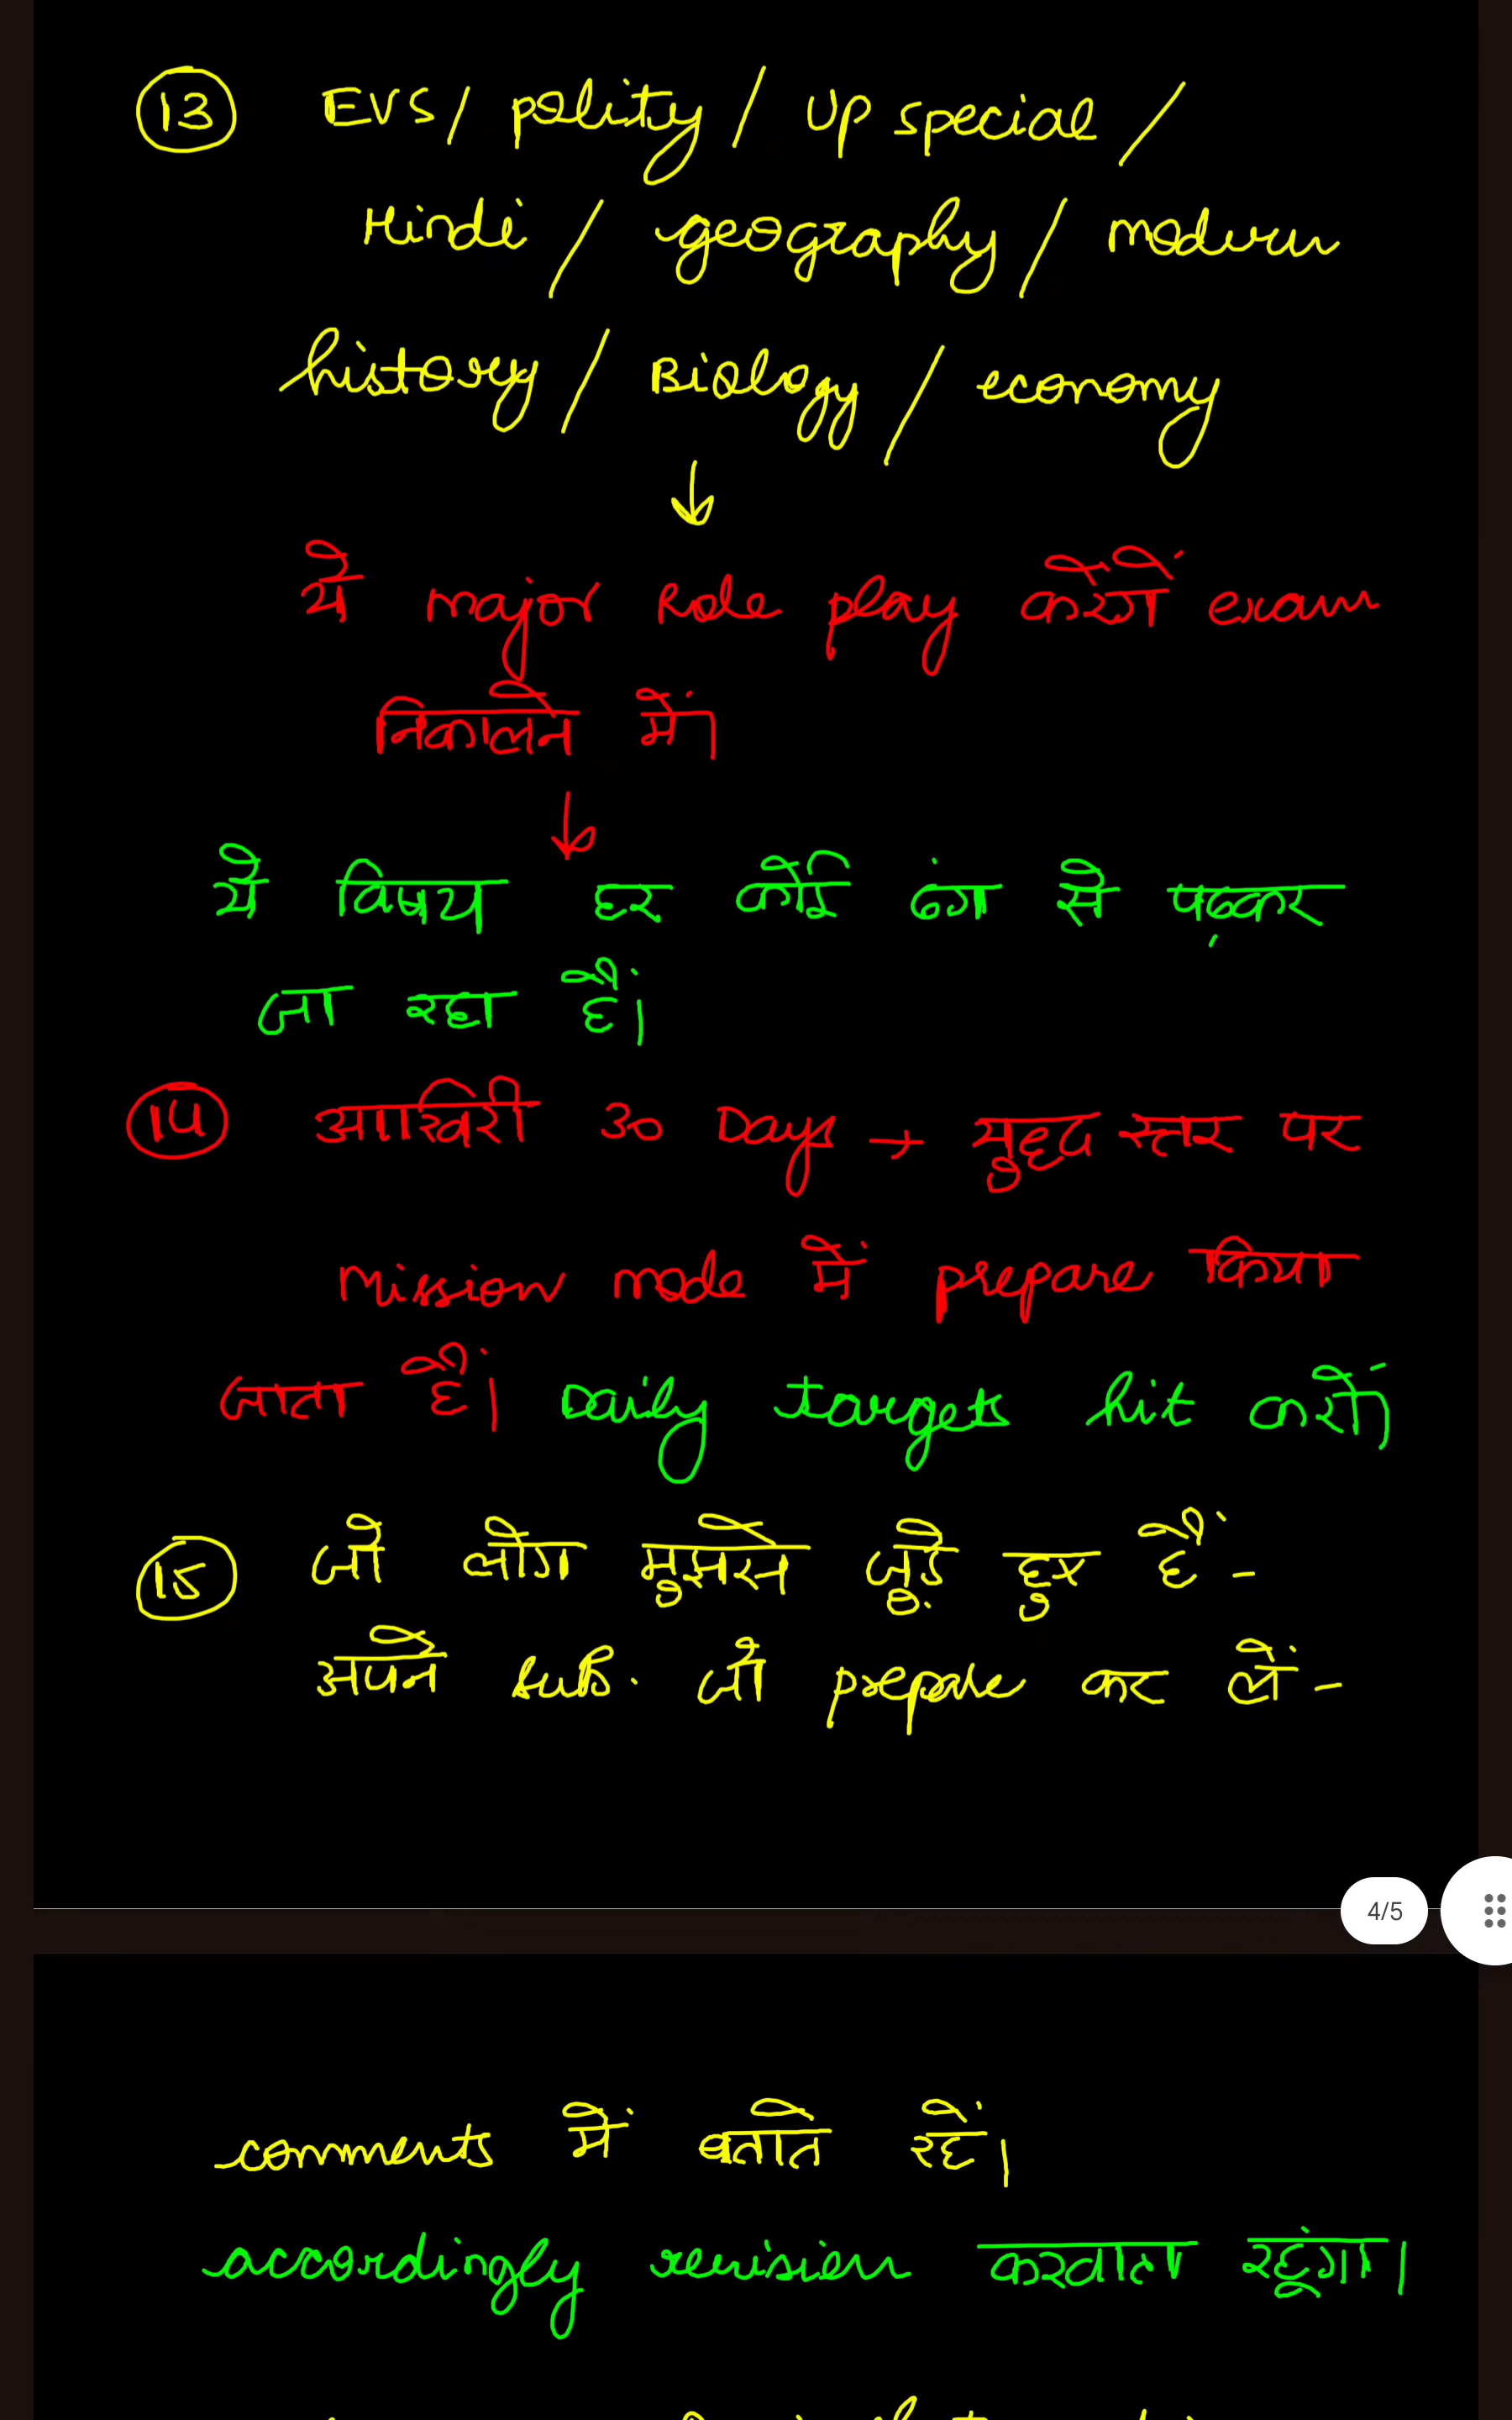 13 EVS / polity / UP special /
Hindi / geography / modern
history / Biology / economy
↓
ये major Role play करेगें exam
निकालने में।
↓
ये विषय हर कोई ढंग से पढ़कर
जा रहा हैं।
14 आखिरी 30 Days → युद्ध स्तर पर
Mission mode में prepare किया
जाता हैं। Daily targets hit करों
15 जो लोग मुझसे जुड़े हुए हैं -
अपने sub. जो prepare कर लें -
4/5
comments में बताते रहें।
accordingly revision करवाता रहूंगा।